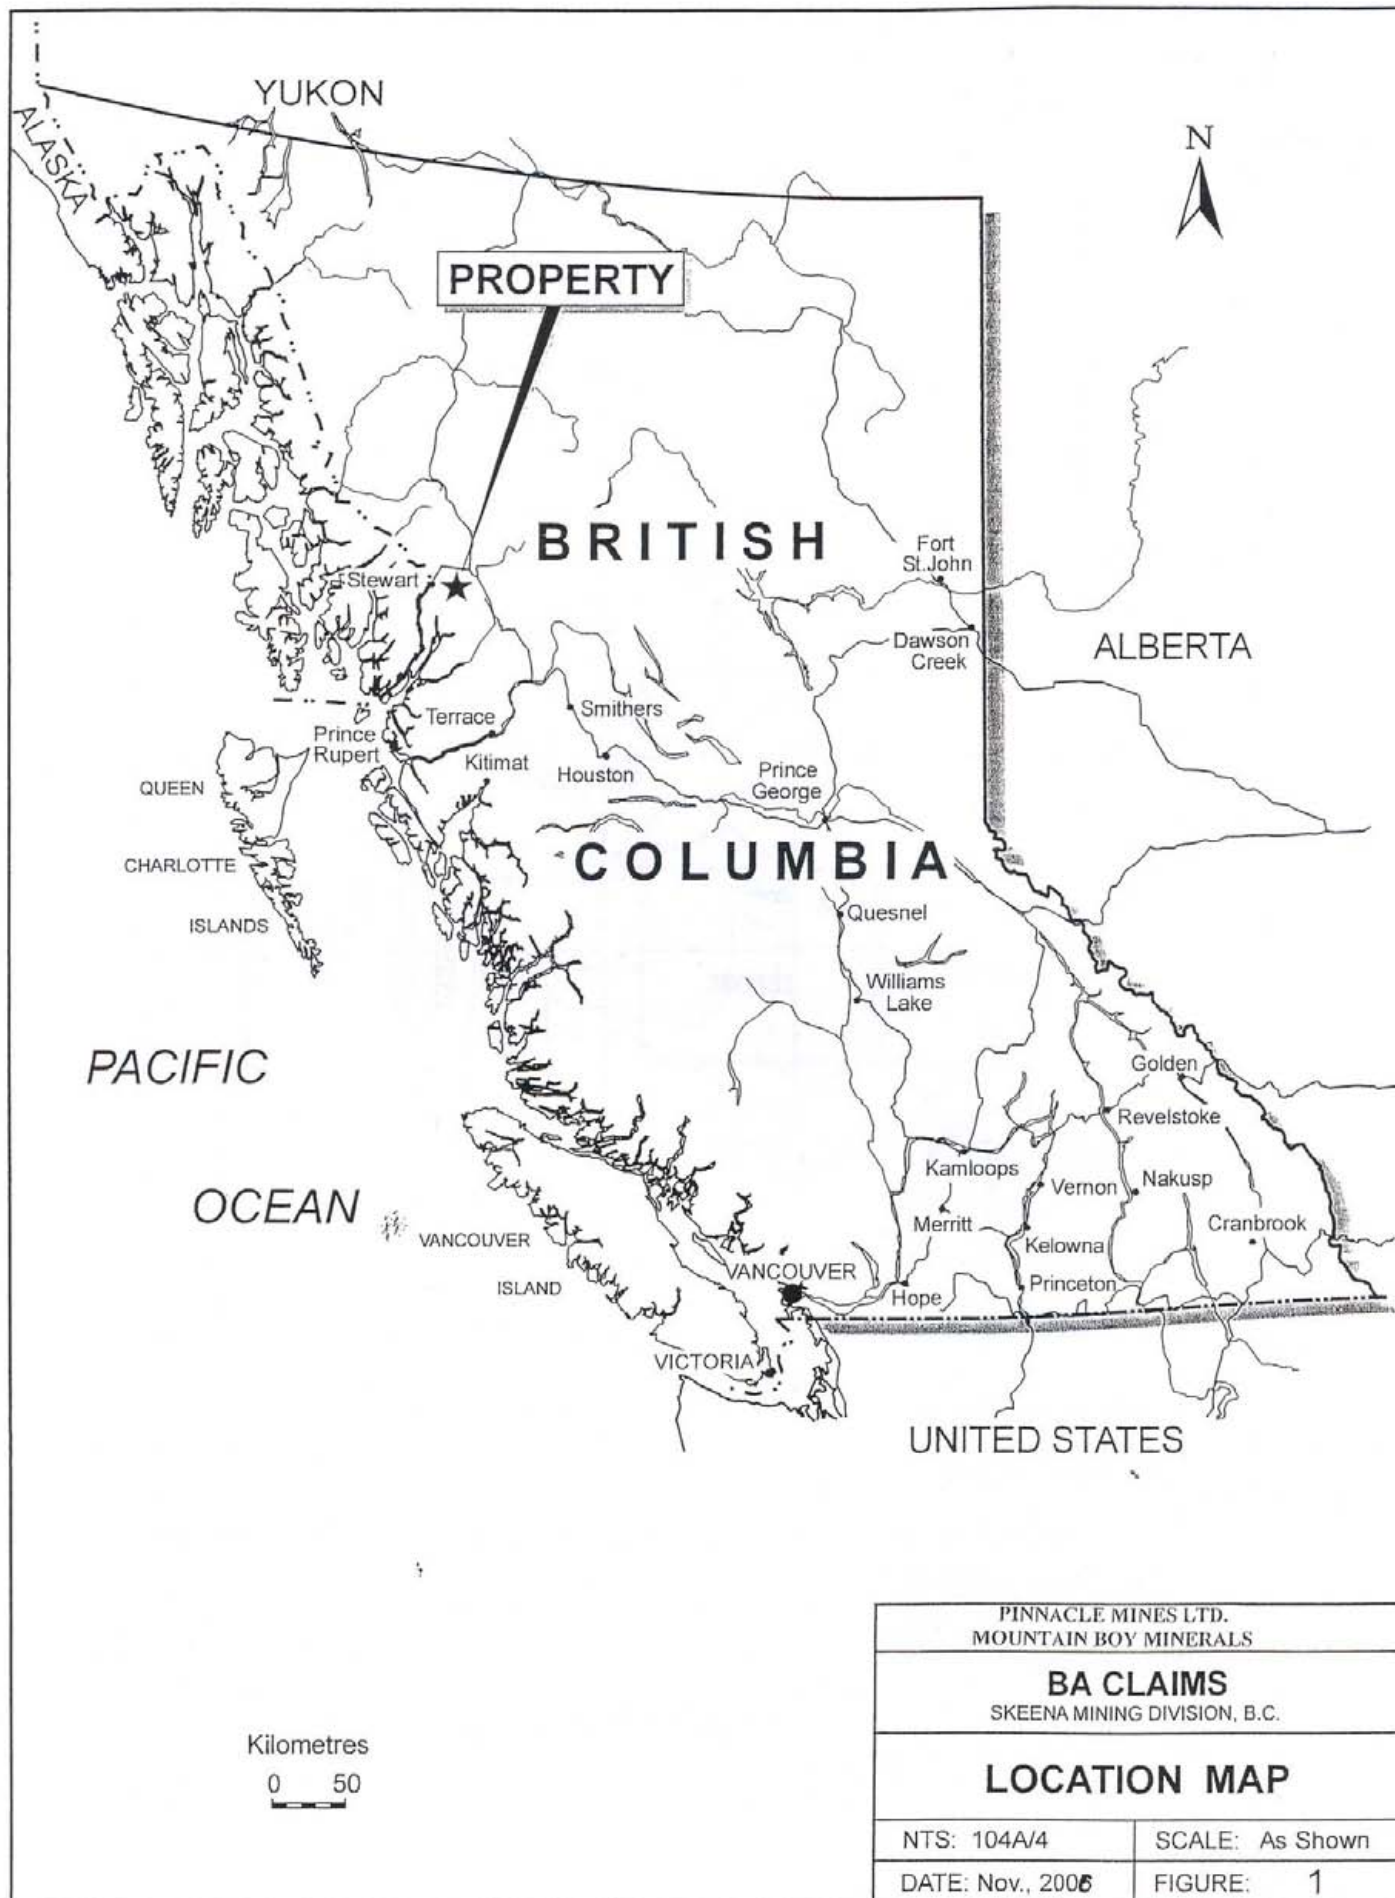 YUKON
ALASKA
N
PROPERTY
BRITISH
Fort
St.John
Stewart
Dawson
Creek
ALBERTA
Smithers
Terrace
Prince
Rupert
Kitimat
Houston
Prince
George
QUEEN
CHARLOTTE
ISLANDS
COLUMBIA
Quesnel
Williams
Lake
PACIFIC
OCEAN
Golden
Revelstoke
Kamloops
Vernon
Nakusp
Merritt
Cranbrook
Kelowna
VANCOUVER
ISLAND
VANCOUVER
Hope
Princeton
VICTORIA
UNITED STATES
Kilometres
0 50
PINNACLE MINES LTD.
MOUNTAIN BOY MINERALS
BA CLAIMS
SKEENA MINING DIVISION, B.C.
LOCATION MAP
NTS: 104A/4 SCALE: As Shown
DATE: Nov., FIGURE: 1